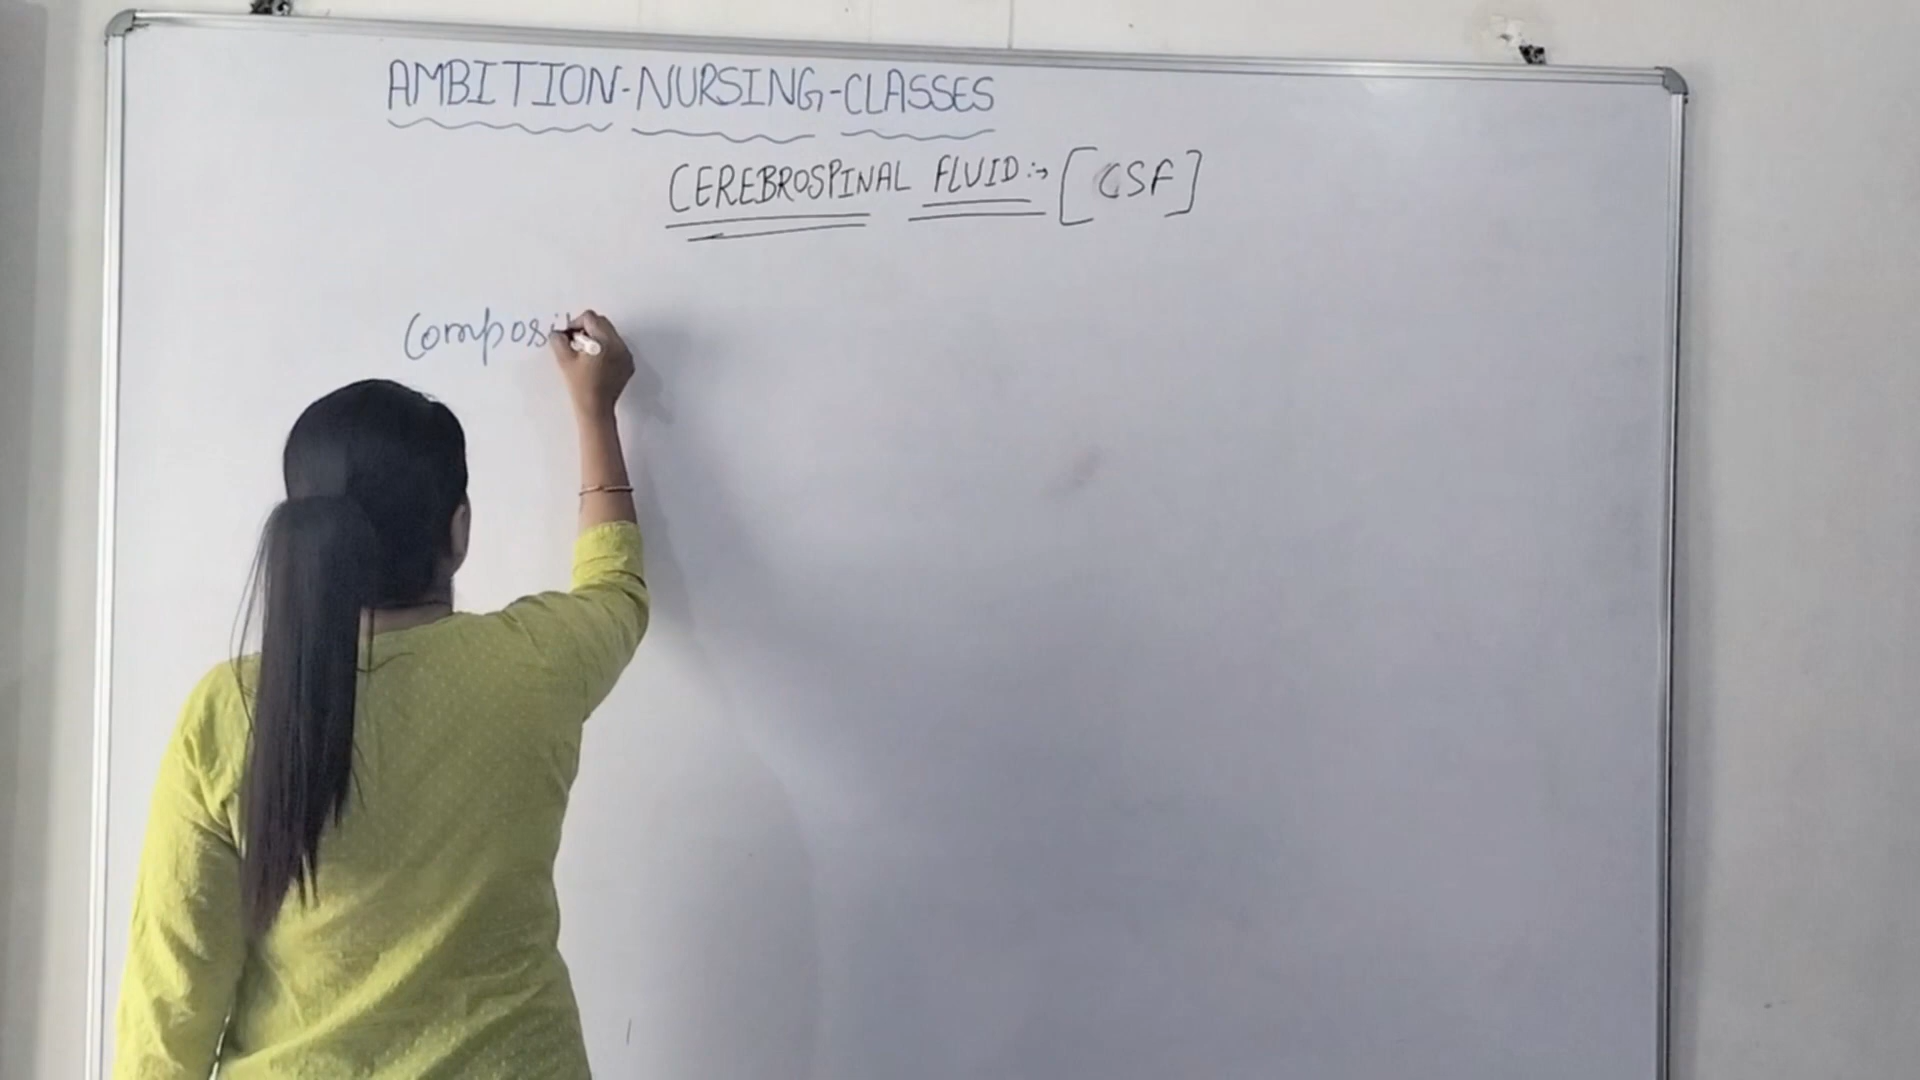 AMBITION-NURSING-CLASSES
CEREBROSPINAL FLUID:→ [CSF]
Composi